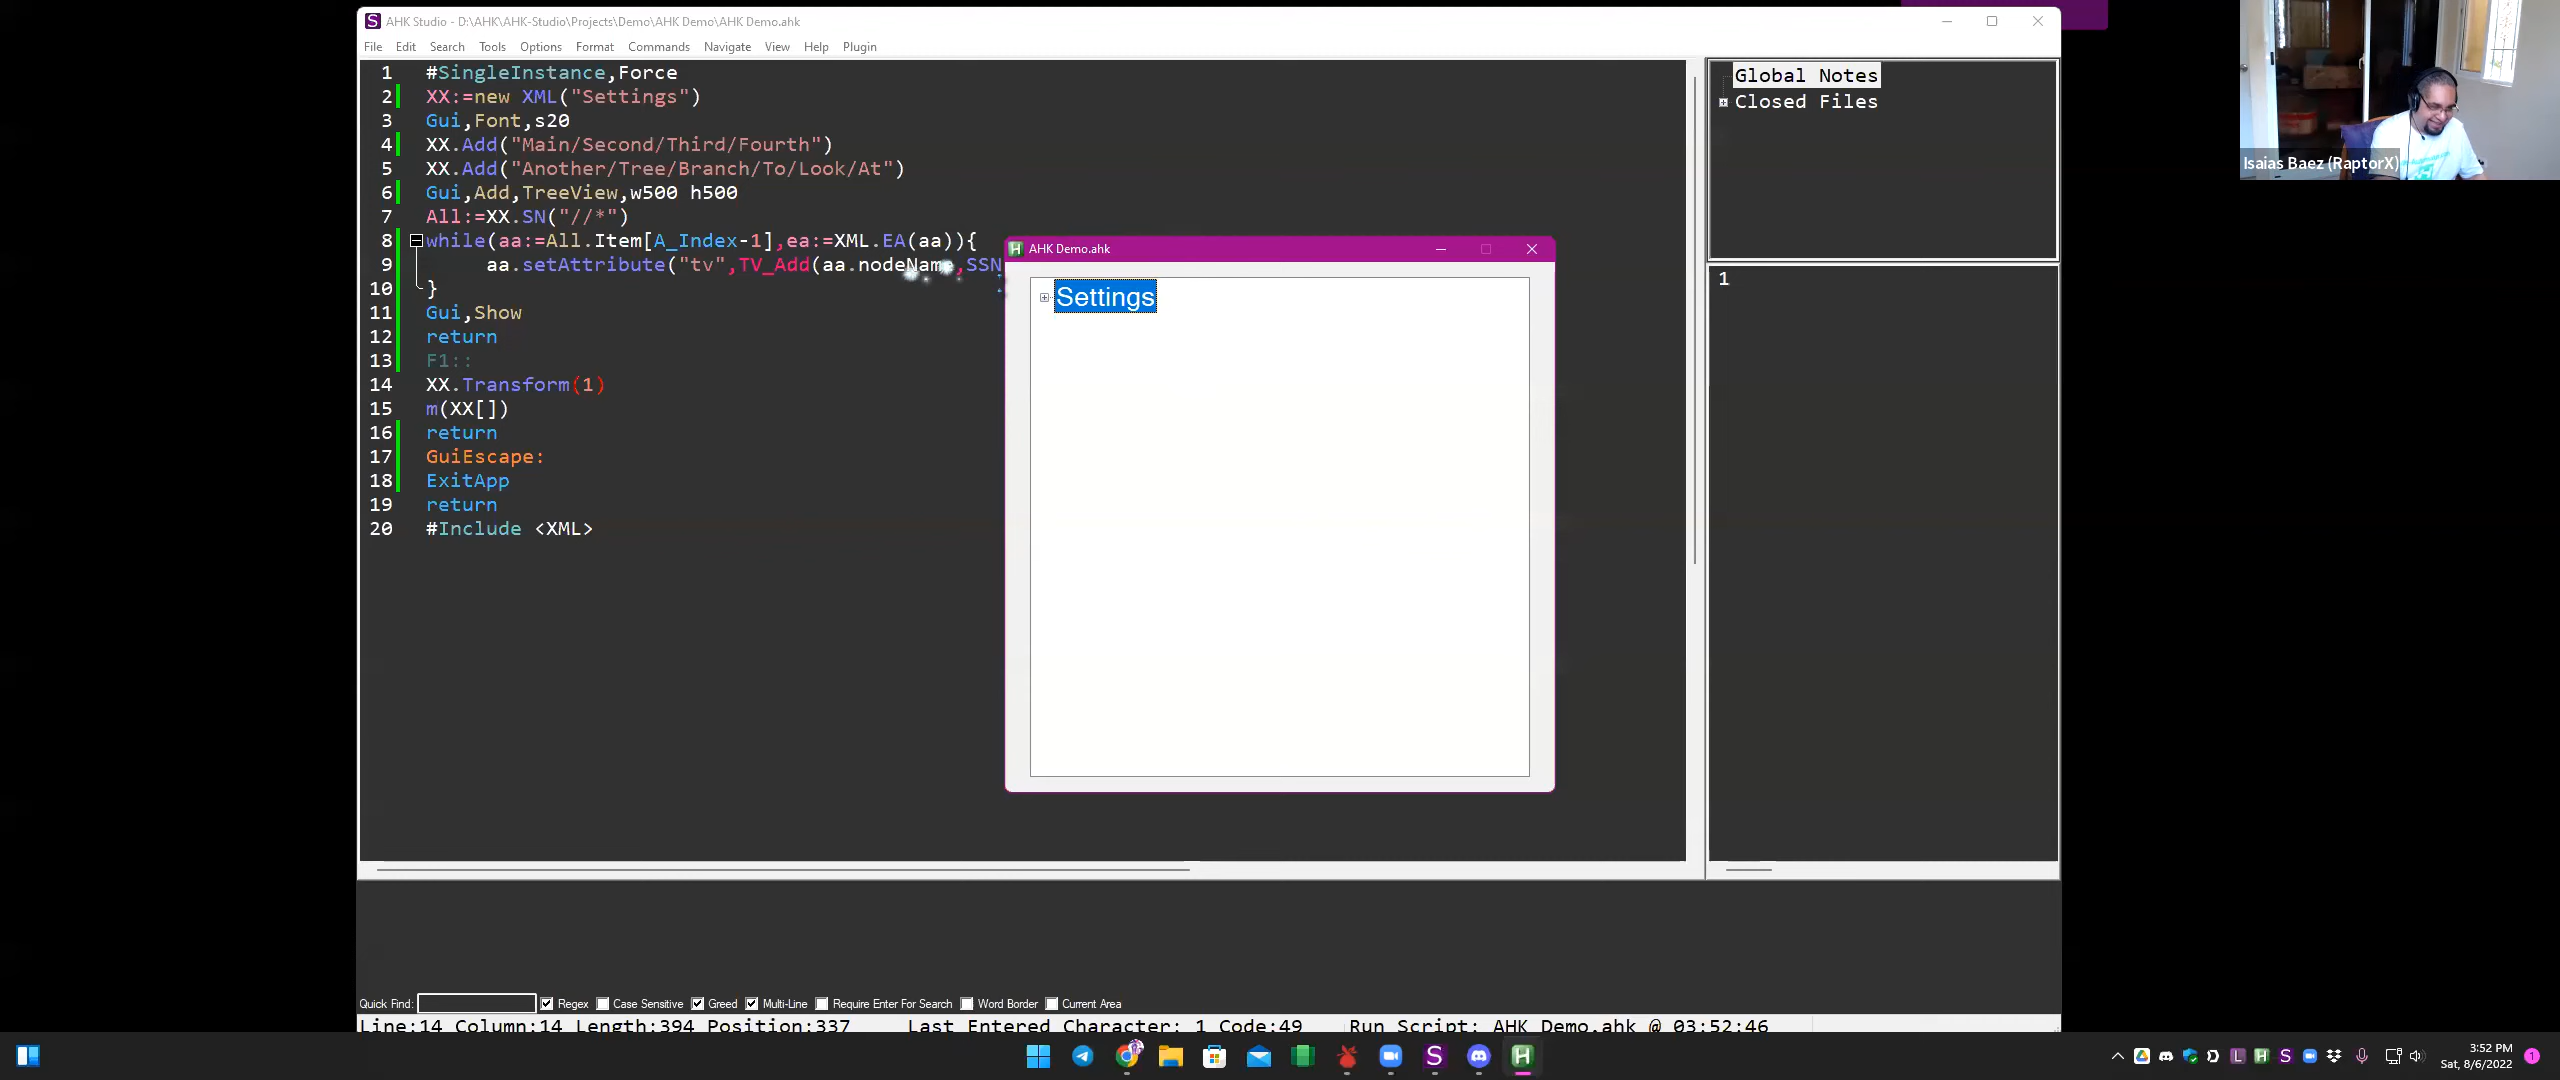 AHK Studio - D:\AHK\AHK-Studio\Projects\Demo\AHK Demo\AHK Demo.ahk
File Edit Search Tools Options Format Commands Navigate View Help Plugin
1 #SingleInstance,Force
2 XX:=new XML("Settings")
3 Gui,Font,s20
4 XX.Add("Main/Second/Third/Fourth")
5 XX.Add("Another/Tree/Branch/To/Look/At")
6 Gui,Add,TreeView,w500 h500
7 All:=XX.SN("//*")
8 while(aa:=All.Item[A_Index-1],ea:=XML.EA(aa)){
9 aa.setAttribute("tv",TV_Add(aa.nodeName,SSN
10 }
11 Gui,Show
12 return
13 F1::
14 XX.Transform(1)
15 m(XX[])
16 return
17 GuiEscape:
18 ExitApp
19 return
20 #Include <XML>
AHK Demo.ahk
Settings
Global Notes
Closed Files
1
Isaias Baez (RaptorX)
Quick Find: Regex Case Sensitive Greed Multi-Line Require Enter For Search Word Border Current Area
Line:14 Column:14 Length:394 Position:337 Last Entered Character: 1 Code:49 Run Script: AHK Demo.ahk @ 03:52:46
3:52 PM
Sat, 8/6/2022
1